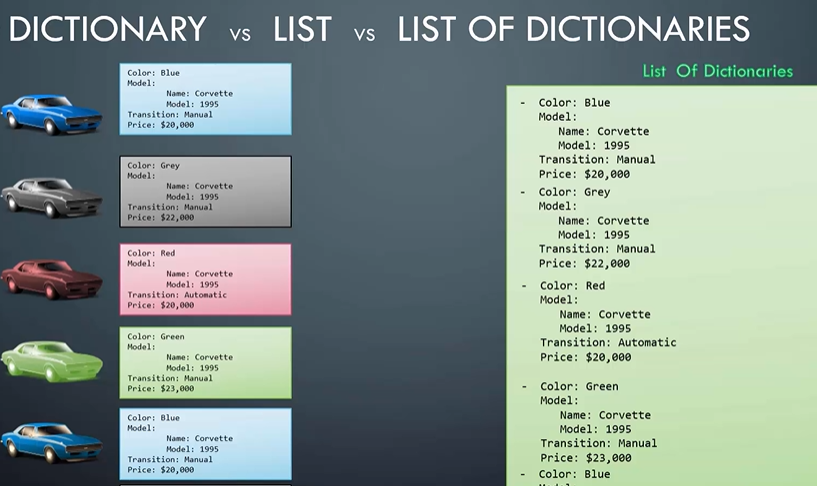 DICTIONARY vs LIST vs LIST OF DICTIONARIES
Color: Blue
Model:
Name: Corvette
Model: 1995
Transition: Manual
Price: $20,000
Color: Grey
Model:
Name: Corvette
Model: 1995
Transition: Manual
Price: $22,000
Color: Red
Model:
Name: Corvette
Model: 1995
Transition: Automatic
Price: $20,000
Color: Green
Model:
Name: Corvette
Model: 1995
Transition: Manual
Price: $23,000
Color: Blue
Model:
Name: Corvette
Model: 1995
Transition: Manual
Price: $20,000
List Of Dictionaries
- Color: Blue
Model:
Name: Corvette
Model: 1995
Transition: Manual
Price: $20,000
- Color: Grey
Model:
Name: Corvette
Model: 1995
Transition: Manual
Price: $22,000
- Color: Red
Model:
Name: Corvette
Model: 1995
Transition: Automatic
Price: $20,000
- Color: Green
Model:
Name: Corvette
Model: 1995
Transition: Manual
Price: $23,000
- Color: Blue